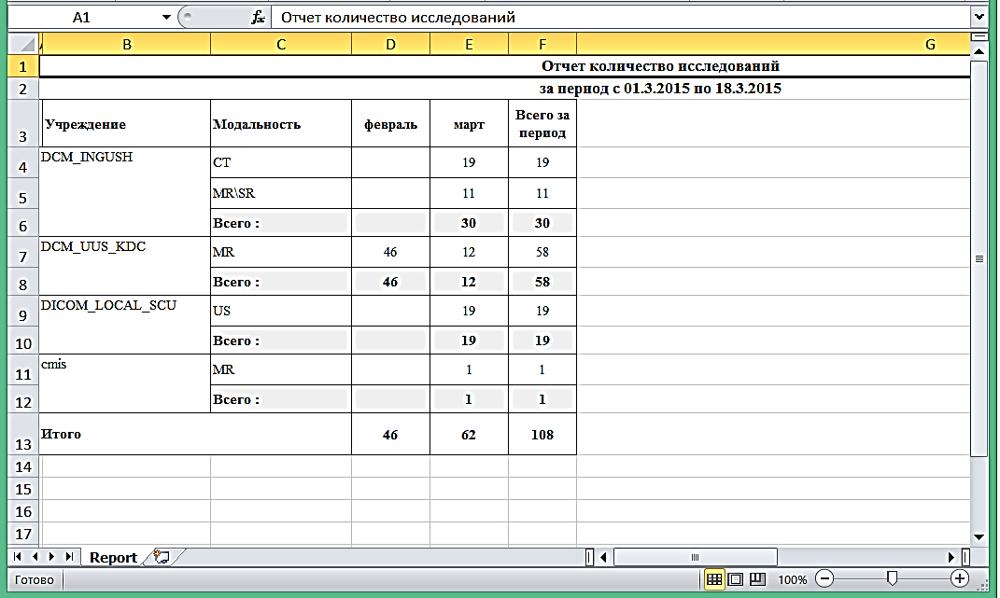 A1 fx Отчет количество исследований
A B C D E F G
1 Отчет количество исследований
2 за период с 01.3.2015 по 18.3.2015
3 Учреждение Модальность февраль март Всего за период
4 DCM_INGUSH CT 19 19
5 MR\SR 11 11
6 Всего : 30 30
7 DCM_UUS_KDC MR 46 12 58
8 Всего : 46 12 58
9 DICOM_LOCAL_SCU US 19 19
10 Всего : 19 19
11 cmis MR 1 1
12 Всего : 1 1
13 Итого 46 62 108
14
15
16
17
Report
Готово 100%